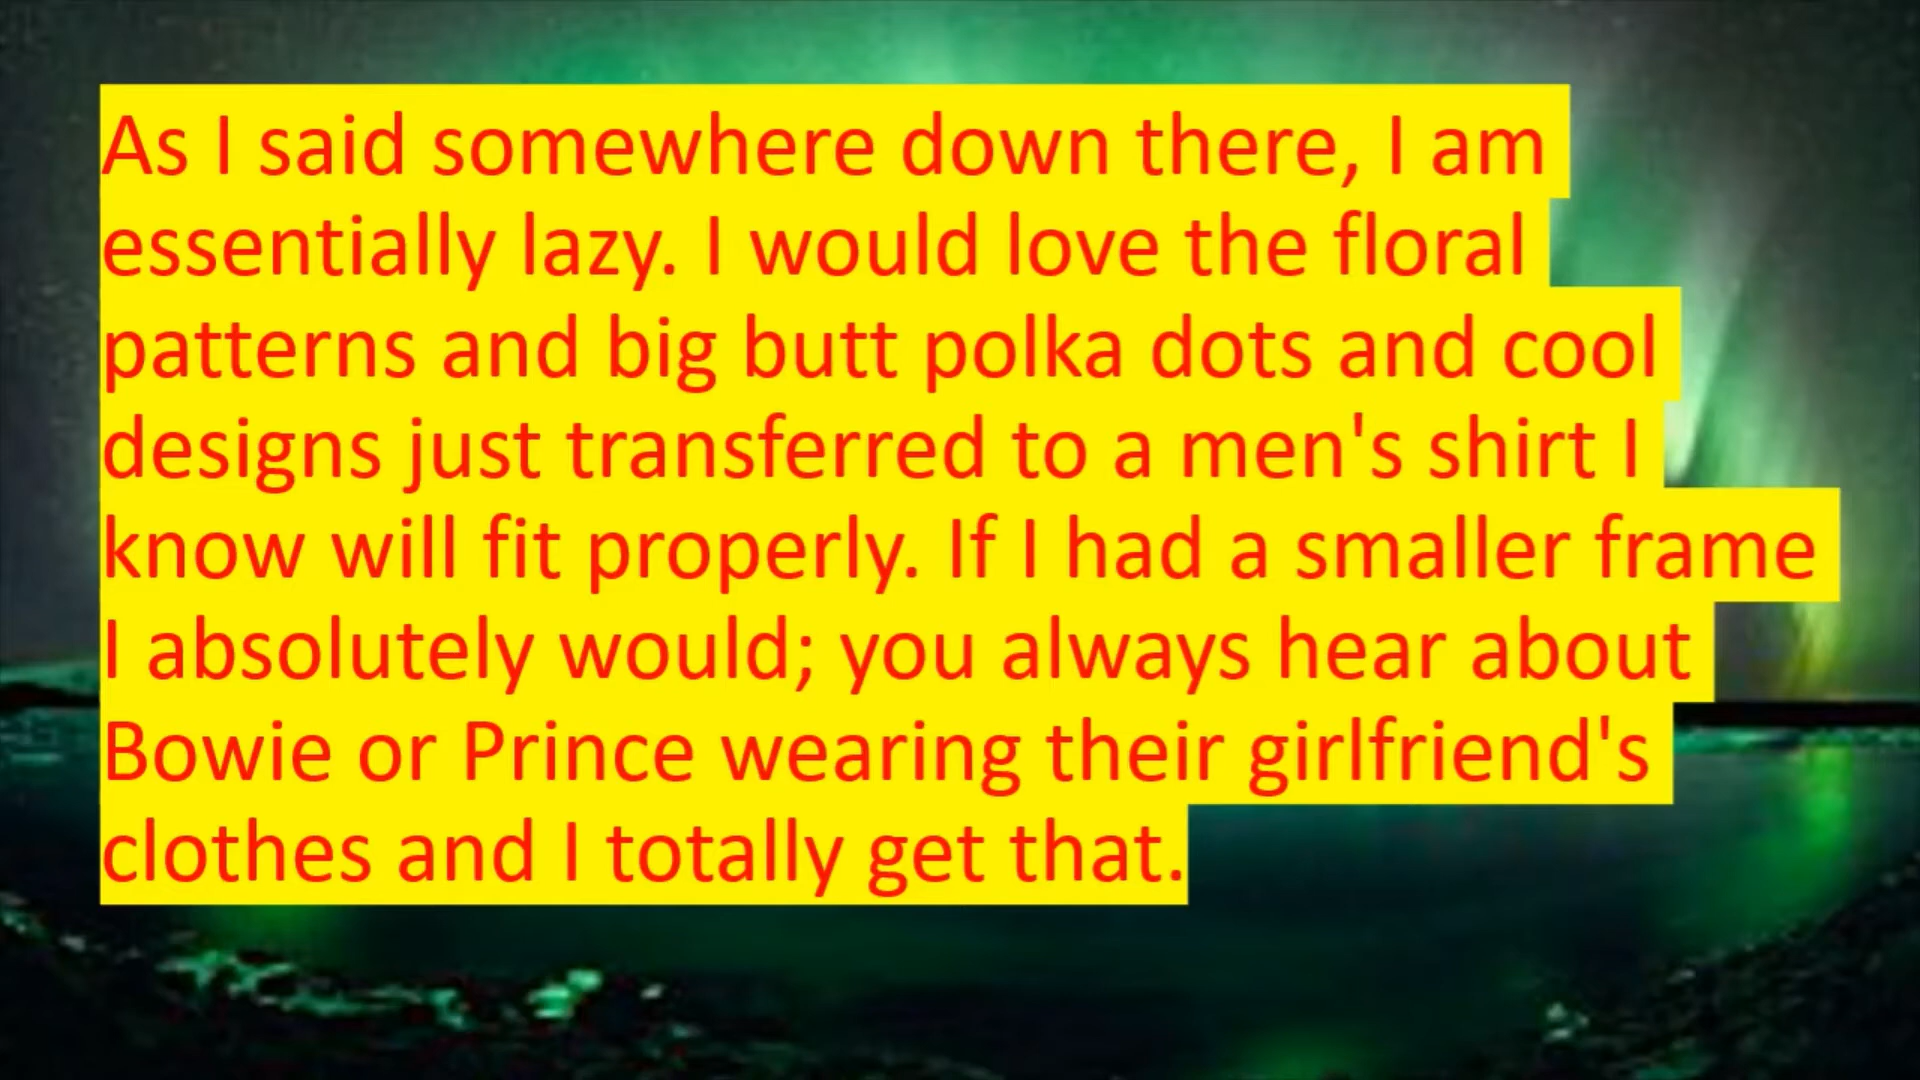 As I said somewhere down there, I am
essentially lazy. I would love the floral
patterns and big butt polka dots and cool
designs just transferred to a men's shirt I
know will fit properly. If I had a smaller frame
I absolutely would; you always hear about
Bowie or Prince wearing their girlfriend's
clothes and I totally get that.